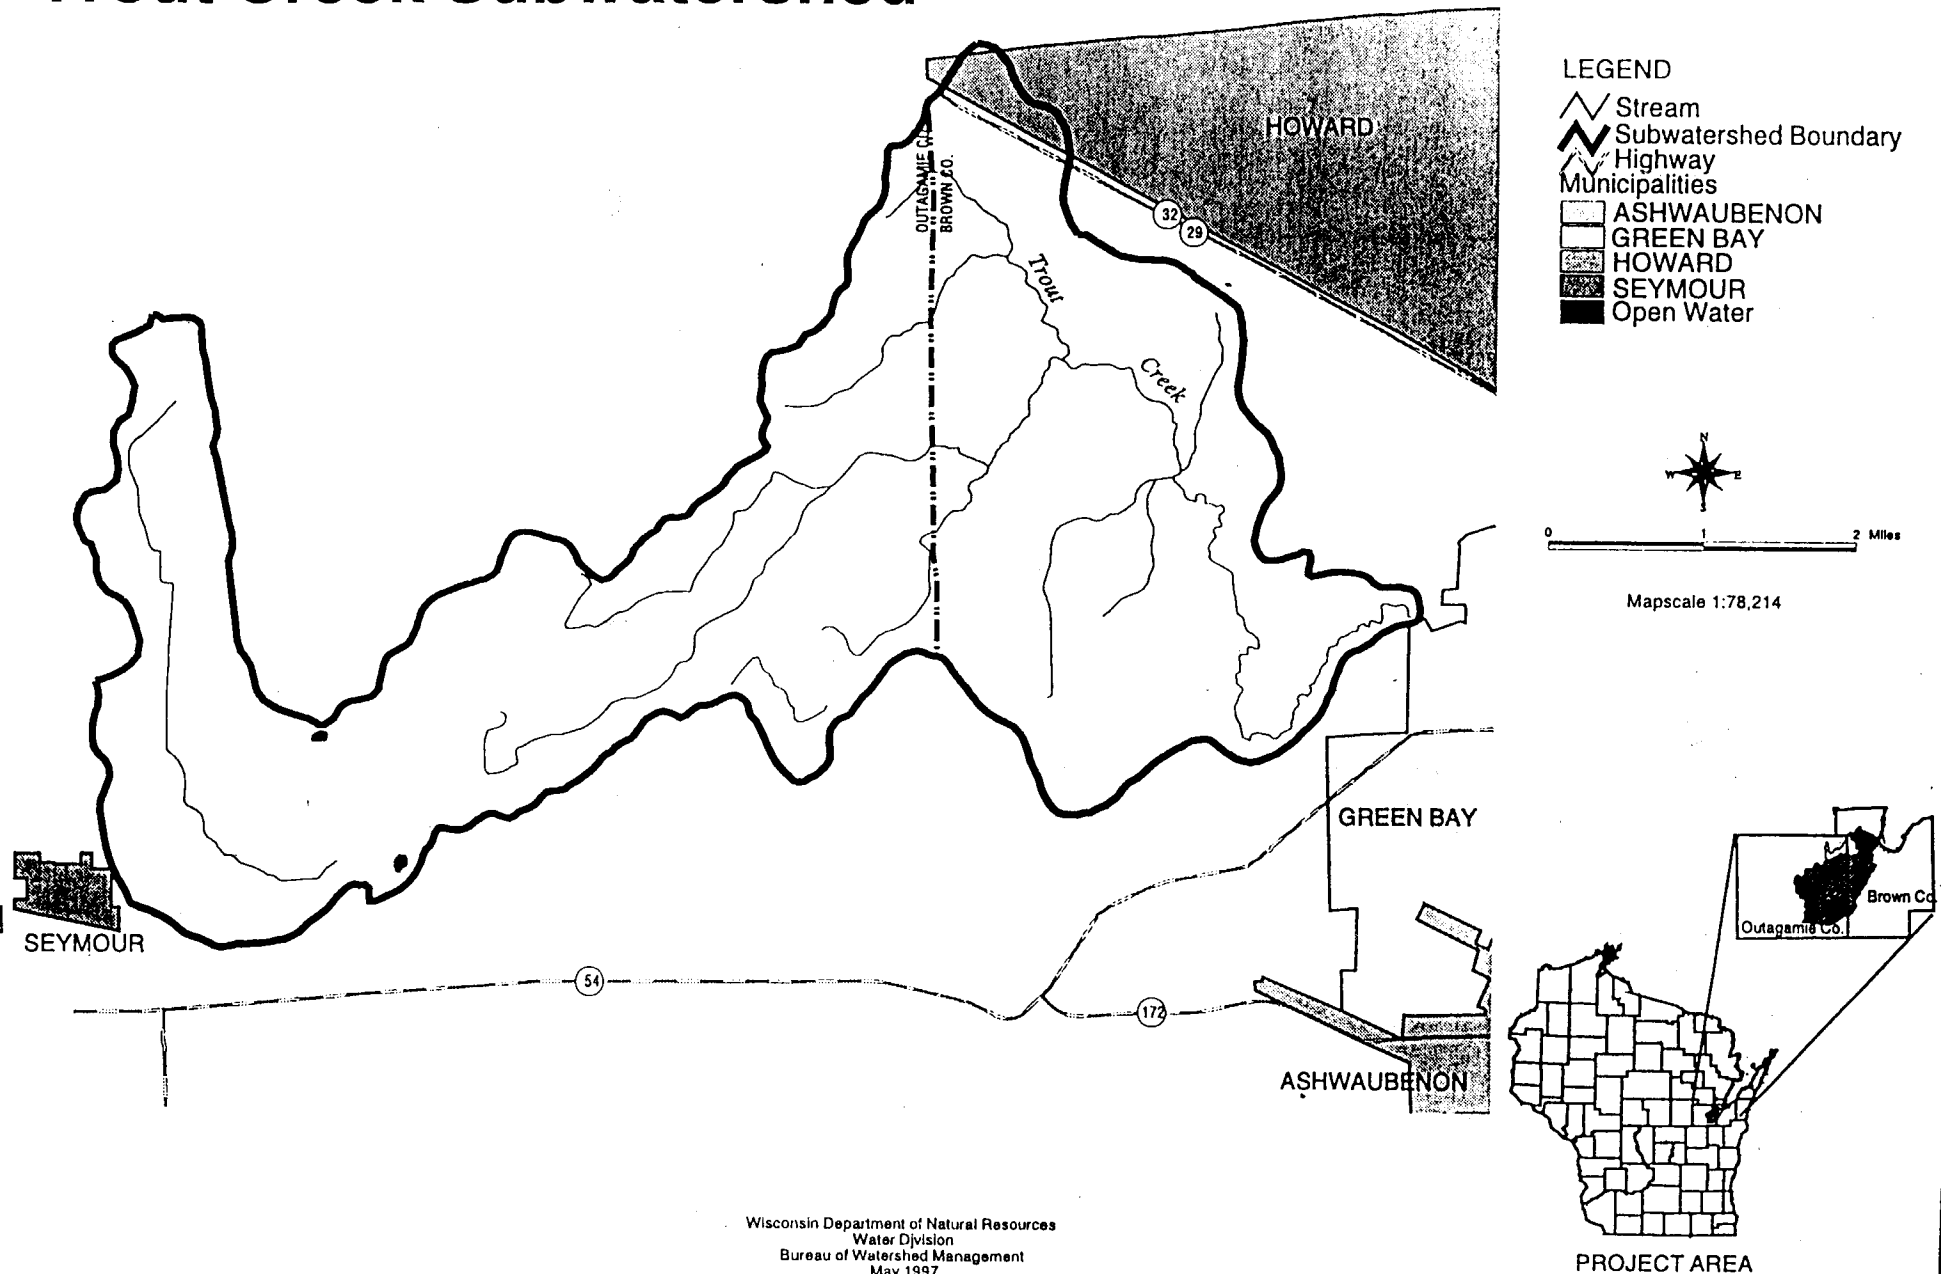 Trout Creek Subwatershed
LEGEND
Stream
Subwatershed Boundary
Highway
Municipalities
ASHWAUBENON
GREEN BAY
HOWARD
SEYMOUR
Open Water
HOWARD
OUTAGAMIE CO.
BROWN CO.
32
29
Trout
Creek
N
W E
S
0 1 2 Miles
Mapscale 1:78,214
GREEN BAY
SEYMOUR
54
172
ASHWAUBENON
Brown Co.
Outagamie Co.
PROJECT AREA
Wisconsin Department of Natural Resources
Water Division
Bureau of Watershed Management
May 1997